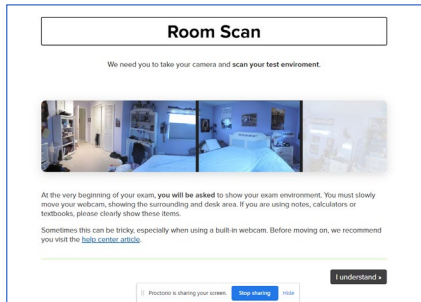 Room Scan
We need you to take your camera and scan your test enviroment.
At the very beginning of your exam, you will be asked to show your exam environment. You must slowly
move your webcam, showing the surrounding and desk area. If you are using notes, calculators or
textbooks, please clearly show these items.
Sometimes this can be tricky, especially when using a built-in webcam. Before moving on, we recommend
you visit the help center article.
I understand »
Proctorio is sharing your screen.
Stop sharing
Hide